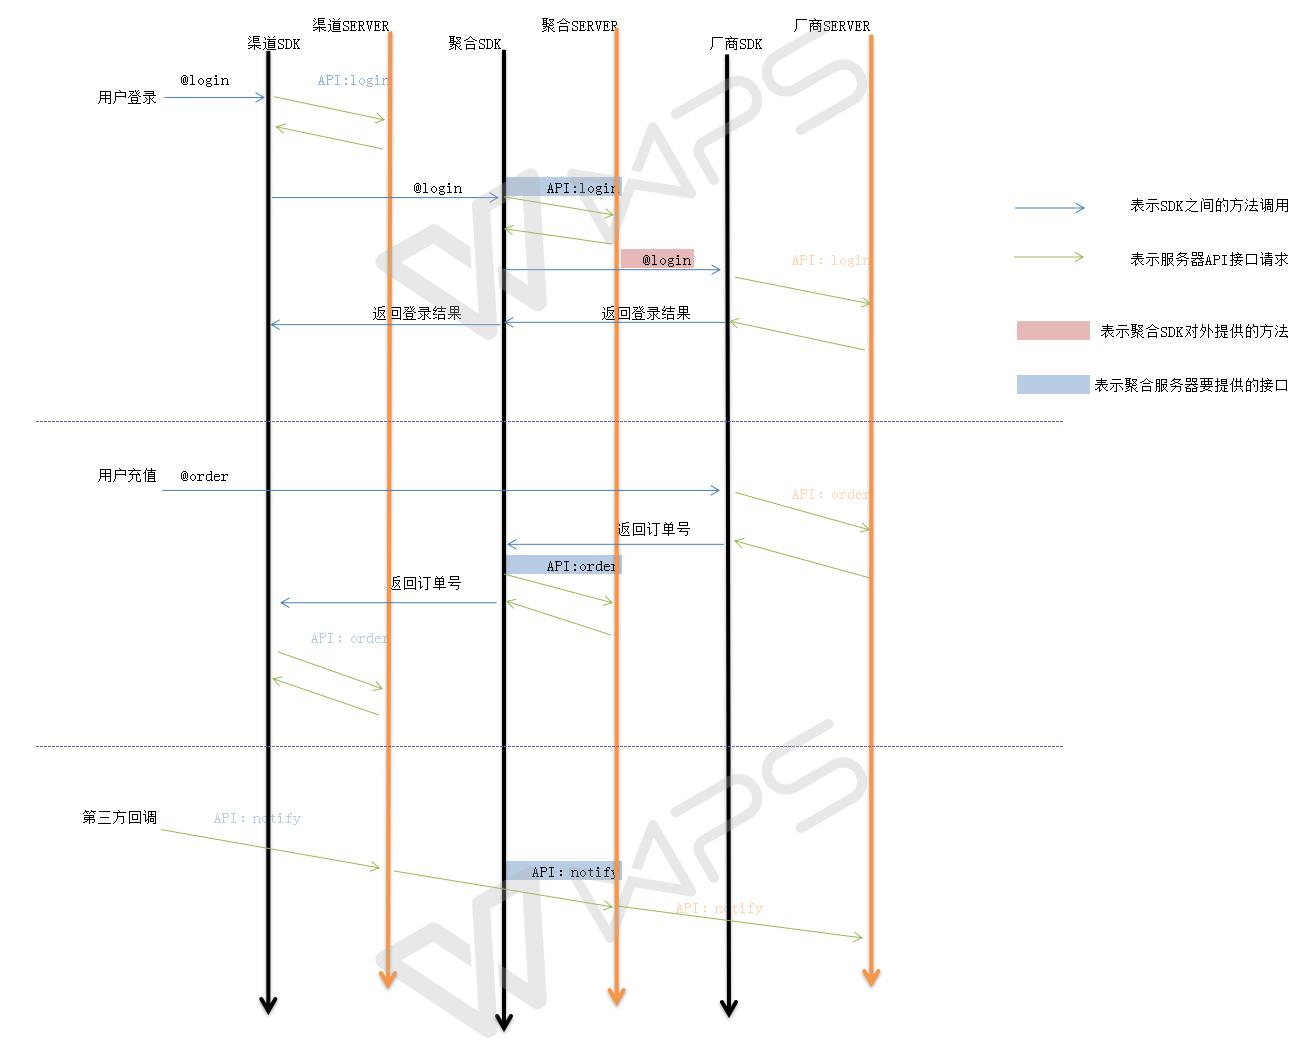 渠道SERVER
聚合SERVER
厂商SERVER
渠道SDK
聚合SDK
厂商SDK
@login
API:login
用户登录
@login
API:login
@login
API：login
返回登录结果
返回登录结果
表示SDK之间的方法调用
表示服务器API接口请求
表示聚合SDK对外提供的方法
表示聚合服务器要提供的接口
用户充值
@order
API：order
返回订单号
API:order
返回订单号
API：order
第三方回调
API：notify
API：notify
API：notify
WPS
WPS